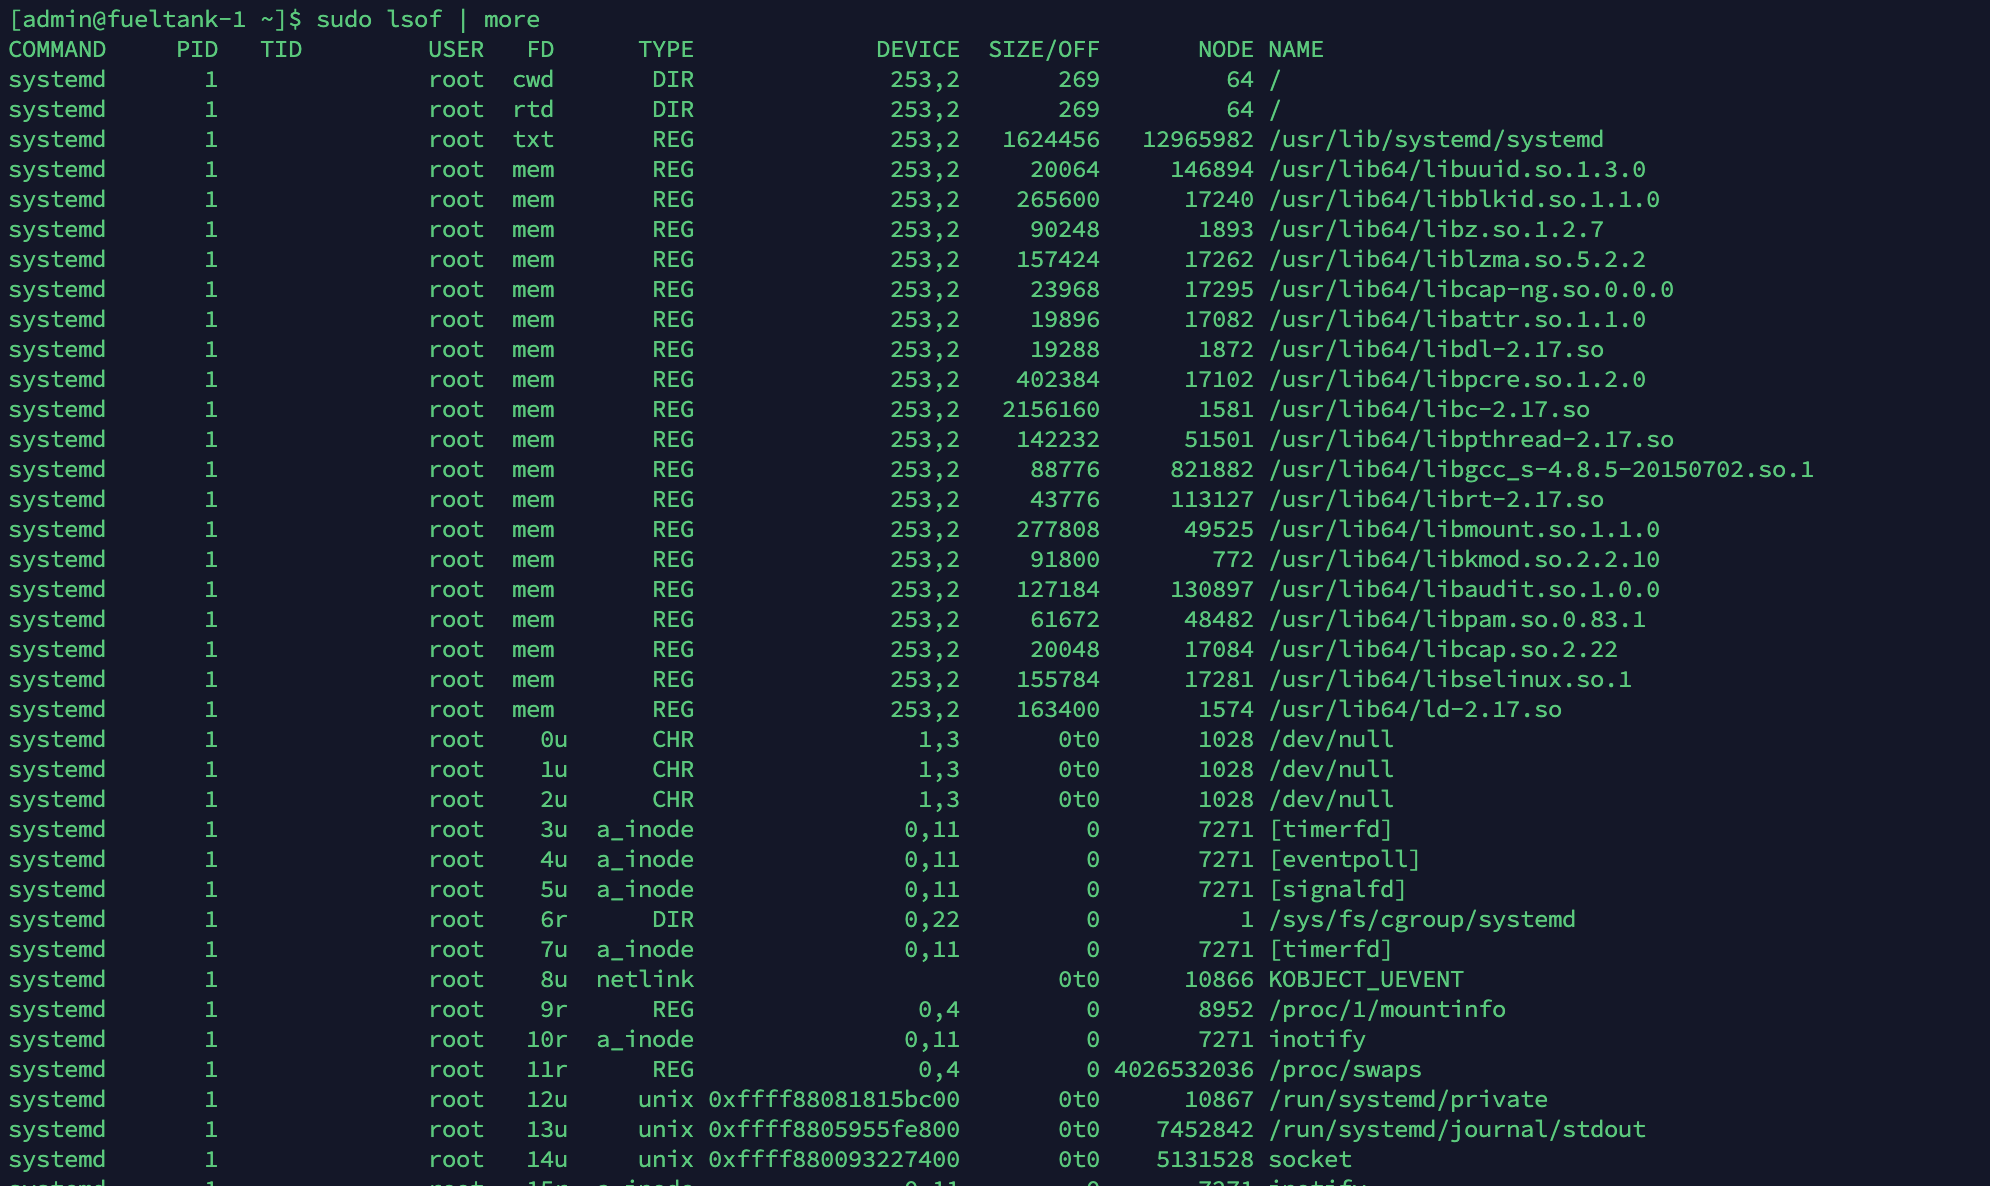 [admin@fueltank-1 ~]$ sudo lsof | more
COMMAND     PID   TID         USER   FD      TYPE             DEVICE  SIZE/OFF       NODE NAME
systemd       1               root  cwd       DIR              253,2       269         64 /
systemd       1               root  rtd       DIR              253,2       269         64 /
systemd       1               root  txt       REG              253,2   1624456   12965982 /usr/lib/systemd/systemd
systemd       1               root  mem       REG              253,2     20064     146894 /usr/lib64/libuuid.so.1.3.0
systemd       1               root  mem       REG              253,2    265600      17240 /usr/lib64/libblkid.so.1.1.0
systemd       1               root  mem       REG              253,2     90248       1893 /usr/lib64/libz.so.1.2.7
systemd       1               root  mem       REG              253,2    157424      17262 /usr/lib64/liblzma.so.5.2.2
systemd       1               root  mem       REG              253,2     23968      17295 /usr/lib64/libcap-ng.so.0.0.0
systemd       1               root  mem       REG              253,2     19896      17082 /usr/lib64/libattr.so.1.1.0
systemd       1               root  mem       REG              253,2     19288       1872 /usr/lib64/libdl-2.17.so
systemd       1               root  mem       REG              253,2    402384      17102 /usr/lib64/libpcre.so.1.2.0
systemd       1               root  mem       REG              253,2   2156160       1581 /usr/lib64/libc-2.17.so
systemd       1               root  mem       REG              253,2    142232      51501 /usr/lib64/libpthread-2.17.so
systemd       1               root  mem       REG              253,2     88776     821882 /usr/lib64/libgcc_s-4.8.5-20150702.so.1
systemd       1               root  mem       REG              253,2     43776     113127 /usr/lib64/librt-2.17.so
systemd       1               root  mem       REG              253,2    277808      49525 /usr/lib64/libmount.so.1.1.0
systemd       1               root  mem       REG              253,2     91800        772 /usr/lib64/libkmod.so.2.2.10
systemd       1               root  mem       REG              253,2    127184     130897 /usr/lib64/libaudit.so.1.0.0
systemd       1               root  mem       REG              253,2     61672      48482 /usr/lib64/libpam.so.0.83.1
systemd       1               root  mem       REG              253,2     20048      17084 /usr/lib64/libcap.so.2.22
systemd       1               root  mem       REG              253,2    155784      17281 /usr/lib64/libselinux.so.1
systemd       1               root  mem       REG              253,2    163400       1574 /usr/lib64/ld-2.17.so
systemd       1               root    0u      CHR                1,3       0t0       1028 /dev/null
systemd       1               root    1u      CHR                1,3       0t0       1028 /dev/null
systemd       1               root    2u      CHR                1,3       0t0       1028 /dev/null
systemd       1               root    3u  a_inode               0,11         0       7271 [timerfd]
systemd       1               root    4u  a_inode               0,11         0       7271 [eventpoll]
systemd       1               root    5u  a_inode               0,11         0       7271 [signalfd]
systemd       1               root    6r      DIR               0,22         0          1 /sys/fs/cgroup/systemd
systemd       1               root    7u  a_inode               0,11         0       7271 [timerfd]
systemd       1               root    8u  netlink                          0t0      10866 KOBJECT_UEVENT
systemd       1               root    9r      REG                0,4         0       8952 /proc/1/mountinfo
systemd       1               root   10r  a_inode               0,11         0       7271 inotify
systemd       1               root   11r      REG                0,4         0 4026532036 /proc/swaps
systemd       1               root   12u     unix 0xffff88081815bc00       0t0      10867 /run/systemd/private
systemd       1               root   13u     unix 0xffff8805955fe800       0t0    7452842 /run/systemd/journal/stdout
systemd       1               root   14u     unix 0xffff880093227400       0t0    5131528 socket